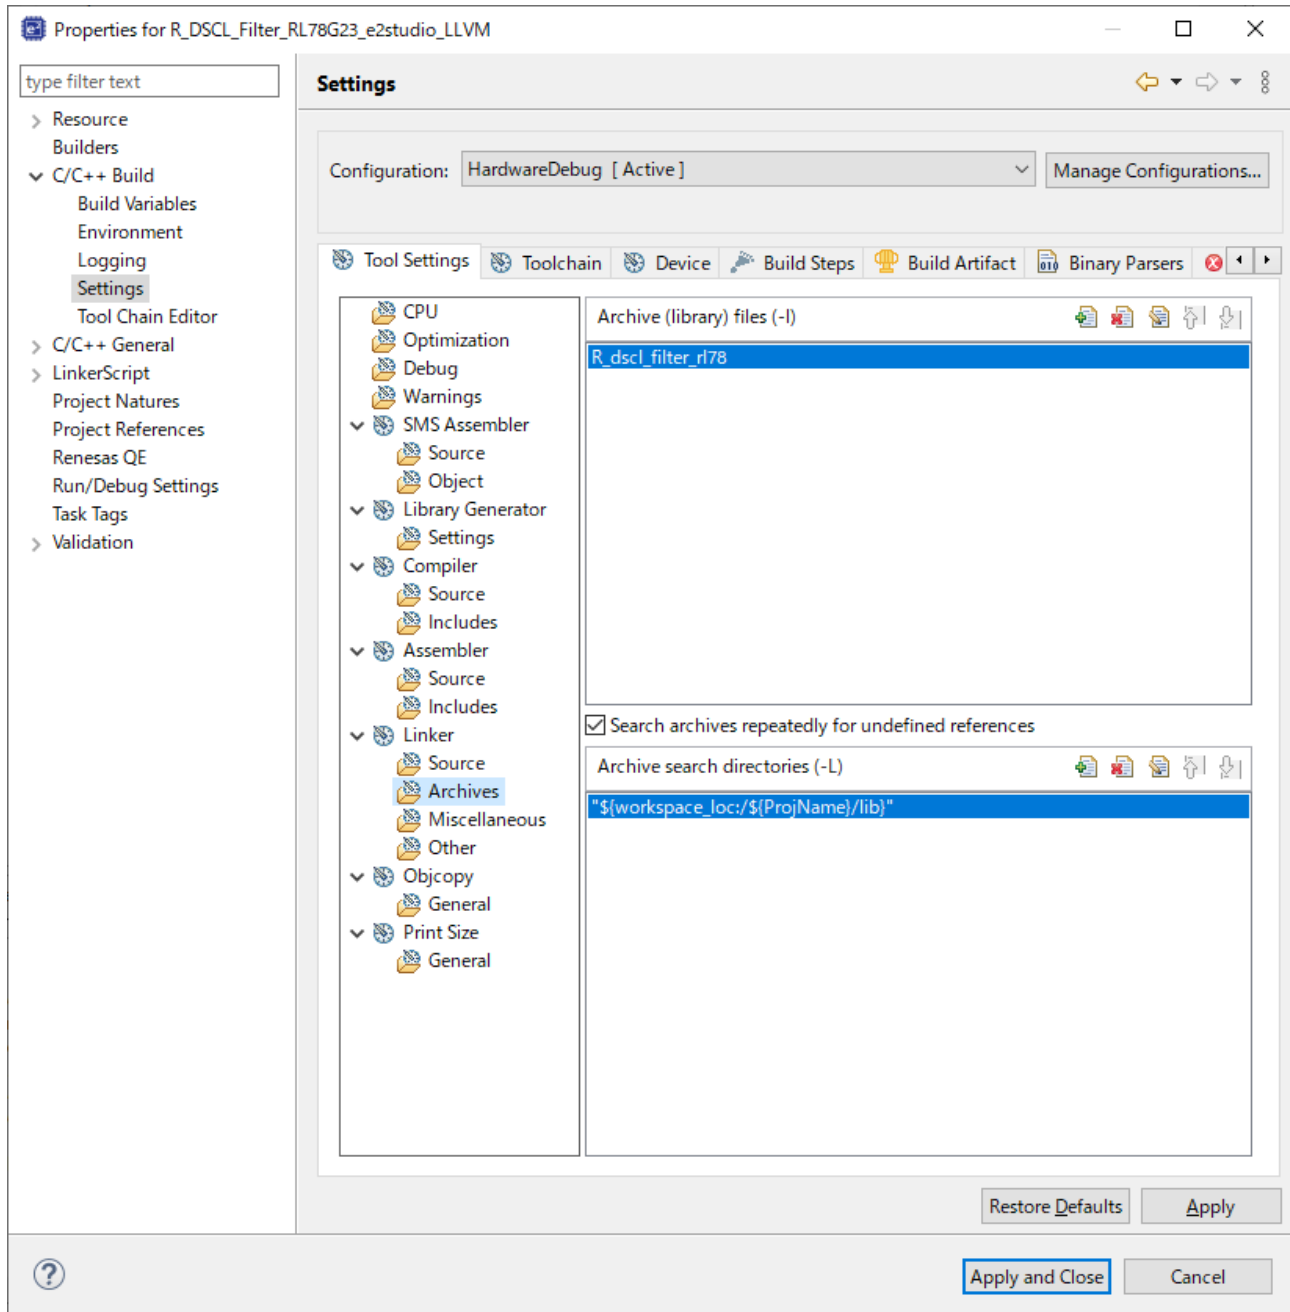 Properties for R_DSCL_Filter_RL78G23_e2studio_LLVM
type filter text
Resource
Builders
C/C++ Build
Build Variables
Environment
Logging
Settings
Tool Chain Editor
C/C++ General
LinkerScript
Project Natures
Project References
Renesas QE
Run/Debug Settings
Task Tags
Validation
Settings
Configuration:
HardwareDebug [ Active ]
Manage Configurations...
Tool Settings
Toolchain
Device
Build Steps
Build Artifact
Binary Parsers
CPU
Optimization
Debug
Warnings
SMS Assembler
Source
Object
Library Generator
Settings
Compiler
Source
Includes
Assembler
Source
Includes
Linker
Source
Archives
Miscellaneous
Other
Objcopy
General
Print Size
General
Archive (library) files (-l)
R_dscl_filter_rl78
Search archives repeatedly for undefined references
Archive search directories (-L)
"${workspace_loc:/${ProjName}/lib}"
Restore Defaults
Apply
Apply and Close
Cancel